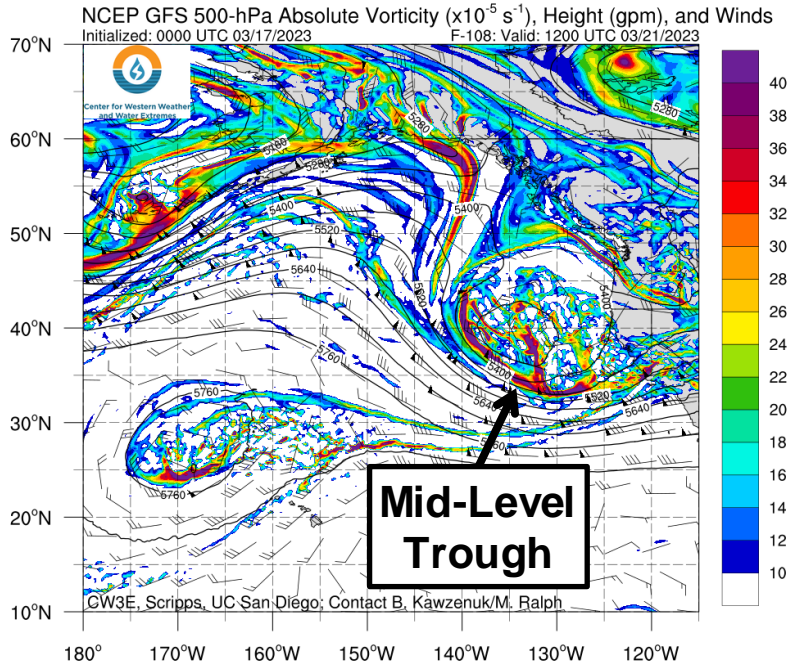 NCEP GFS 500-hPa Absolute Vorticity (x10⁻⁵ s⁻¹), Height (gpm), and Winds
Initialized: 0000 UTC 03/17/2023 F-108: Valid: 1200 UTC 03/21/2023
Center for Western Weather
and Water Extremes
70°N
60°N
50°N
40°N
30°N
20°N
10°N
5280
5280
5180
5400
5400
5520
5640
5760
5400
5520
5640
5640
5760
5760
Mid-Level
Trough
CW3E, Scripps, UC San Diego; Contact B. Kawzenuk/M. Ralph
180°
170°W
160°W
150°W
140°W
130°W
120°W
40
38
36
34
32
30
28
26
24
22
20
18
16
14
12
10